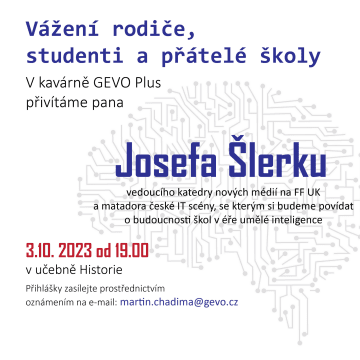 Vážení rodiče,
studenti a přátelé školy
V kavárně GEVO Plus
přivítáme pana
Josefa Šlerku
vedoucího katedry nových médií na FF UK
a matadora české IT scény, se kterým si budeme povídat
o budoucnosti škol v éře umělé inteligence
3.10. 2023 od 19.00
v učebně Historie
Přihlášky zasílejte prostřednictvím
oznámením na e-mail: martin.chadima@gevo.cz